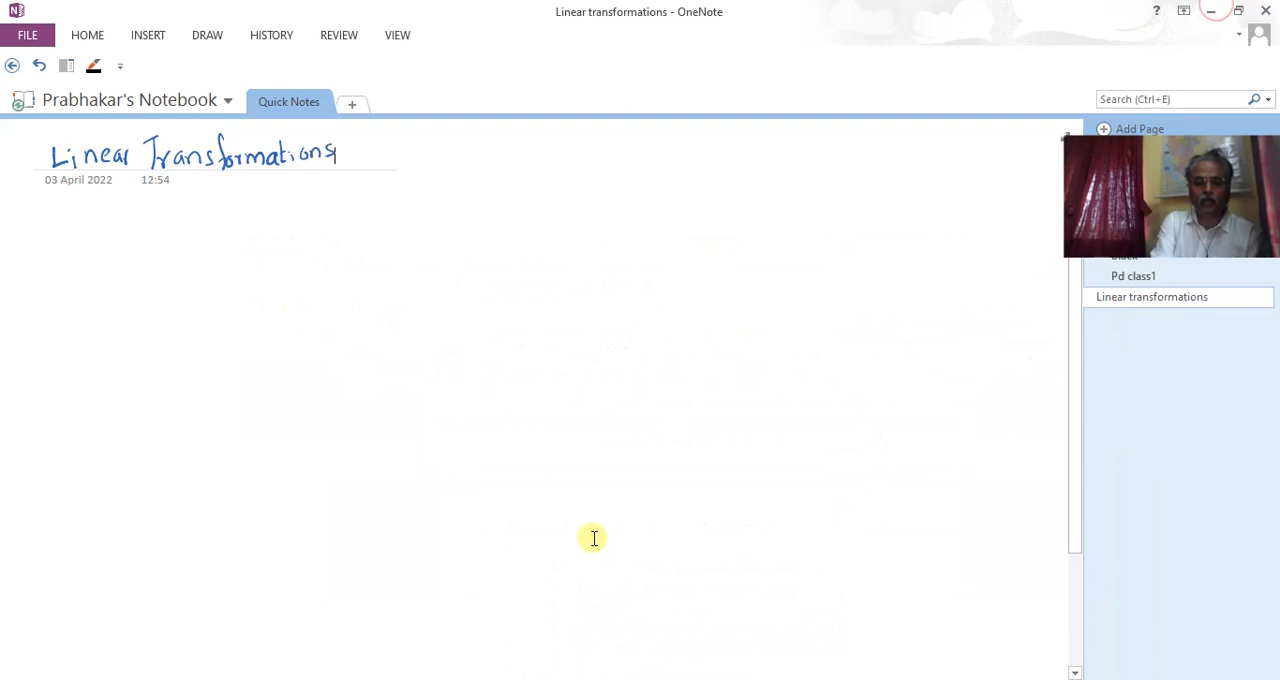 Linear transformations - OneNote
?
FILE HOME INSERT DRAW HISTORY REVIEW VIEW
Prabhakar's Notebook Quick Notes + Search (Ctrl+E)
Add Page
Linear Transformations
03 April 2022 12:54
Pd class1
Linear transformations